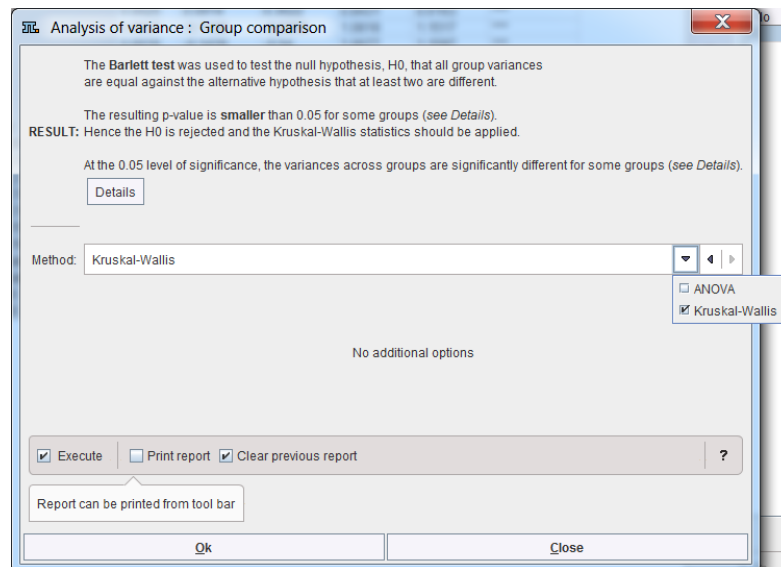 Analysis of variance : Group comparison
The Barlett test was used to test the null hypothesis, H0, that all group variances
are equal against the alternative hypothesis that at least two are different.
The resulting p-value is smaller than 0.05 for some groups (see Details).
RESULT: Hence the H0 is rejected and the Kruskal-Wallis statistics should be applied.
At the 0.05 level of significance, the variances across groups are significantly different for some groups (see Details).
Details
Method: Kruskal-Wallis
ANOVA
Kruskal-Wallis
No additional options
Execute Print report Clear previous report ?
Report can be printed from tool bar
Ok Close